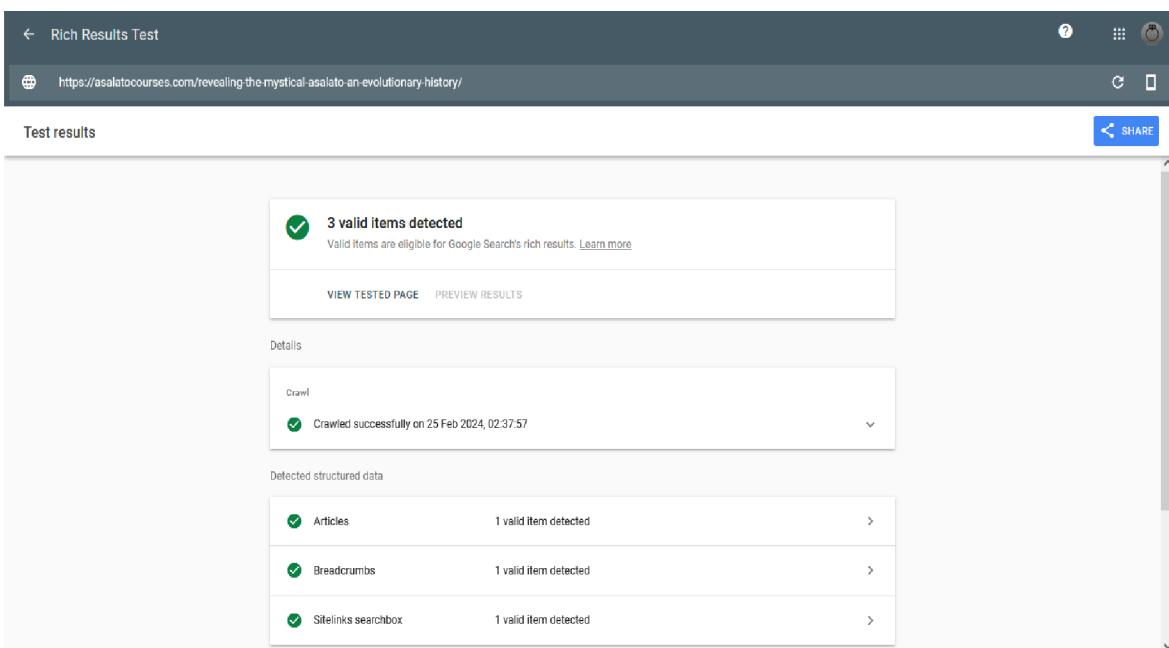 Rich Results Test
https://asalatocourses.com/revealing-the-mystical-asalato-an-evolutionary-history/
Test results
SHARE
3 valid items detected
Valid items are eligible for Google Search's rich results. Learn more
VIEW TESTED PAGE PREVIEW RESULTS
Details
Crawl
Crawled successfully on 25 Feb 2024, 02:37:57
Detected structured data
Articles 1 valid item detected
Breadcrumbs 1 valid item detected
Sitelinks searchbox 1 valid item detected